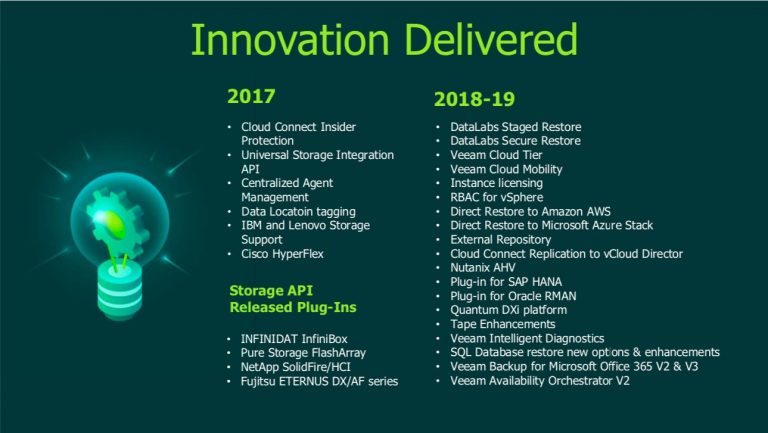 Innovation Delivered
2017
• Cloud Connect Insider
Protection
• Universal Storage Integration
API
• Centralized Agent
Management
• Data Locatoin tagging
• IBM and Lenovo Storage
Support
• Cisco HyperFlex
Storage API
Released Plug-Ins
• INFINIDAT InfiniBox
• Pure Storage FlashArray
• NetApp SolidFire/HCI
• Fujitsu ETERNUS DX/AF series
2018-19
• DataLabs Staged Restore
• DataLabs Secure Restore
• Veeam Cloud Tier
• Veeam Cloud Mobility
• Instance licensing
• RBAC for vSphere
• Direct Restore to Amazon AWS
• Direct Restore to Microsoft Azure Stack
• External Repository
• Cloud Connect Replication to vCloud Director
• Nutanix AHV
• Plug-in for SAP HANA
• Plug-in for Oracle RMAN
• Quantum DXi platform
• Tape Enhancements
• Veeam Intelligent Diagnostics
• SQL Database restore new options & enhancements
• Veeam Backup for Microsoft Office 365 V2 & V3
• Veeam Availability Orchestrator V2